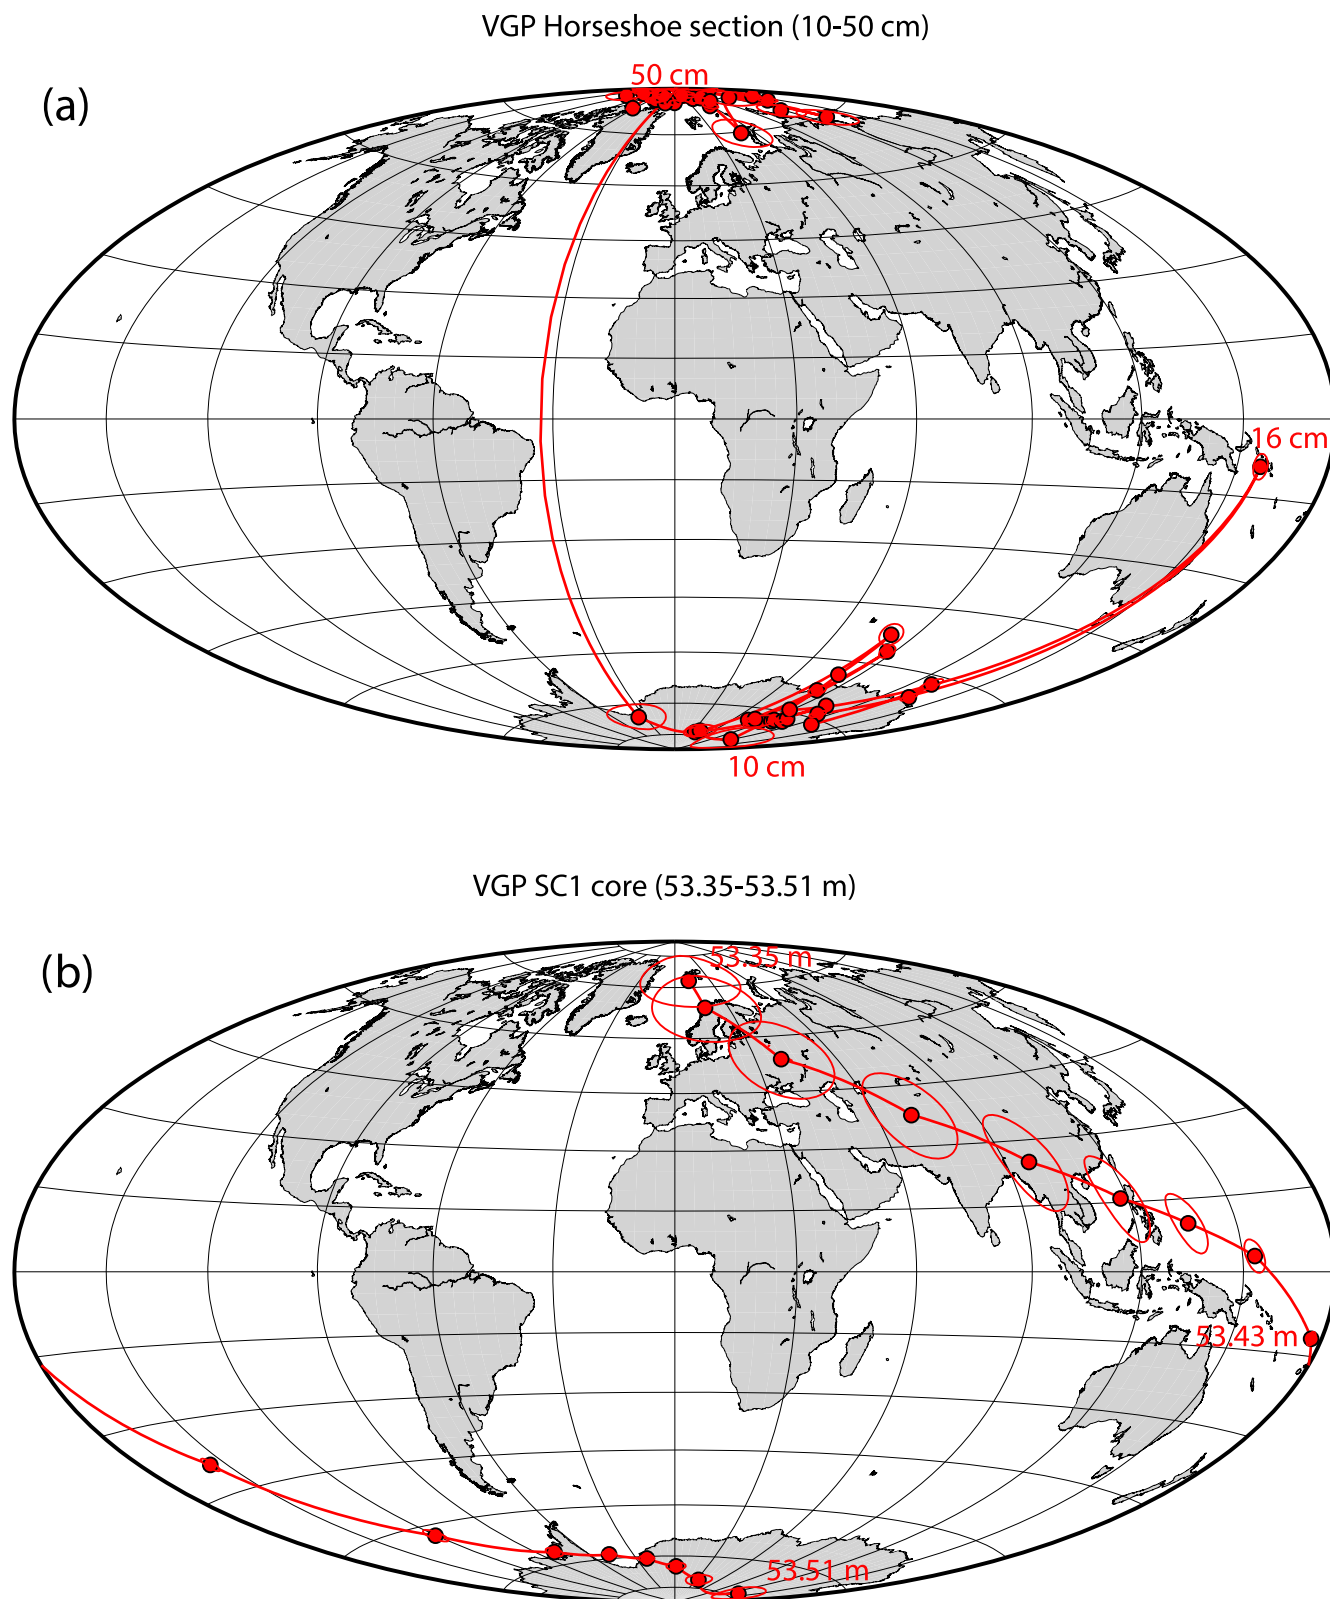 VGP Horseshoe section (10-50 cm)
(a)
50 cm
16 cm
10 cm
VGP SC1 core (53.35-53.51 m)
(b)
53.35 m
53.43 m
53.51 m